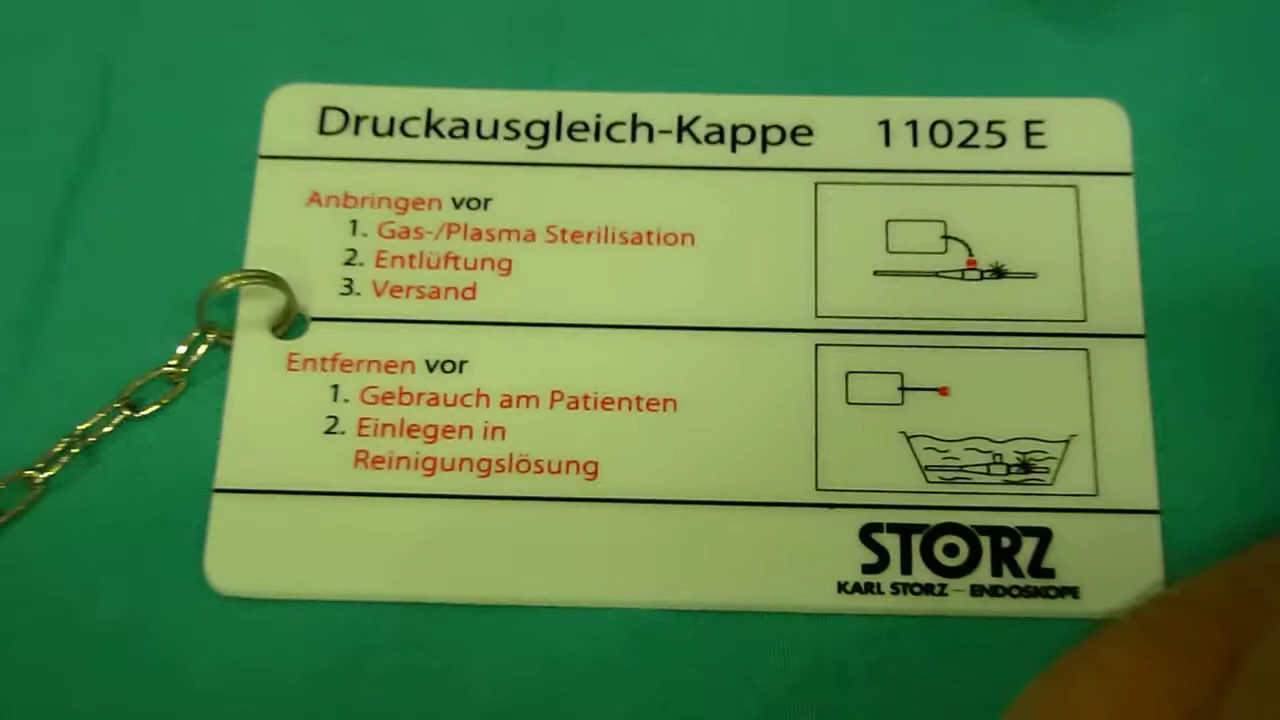 Druckausgleich-Kappe 11025 E
Anbringen vor
1. Gas-/Plasma Sterilisation
2. Entlüftung
3. Versand
Entfernen vor
1. Gebrauch am Patienten
2. Einlegen in
Reinigungslösung
STORZ
KARL STORZ – ENDOSKOPE